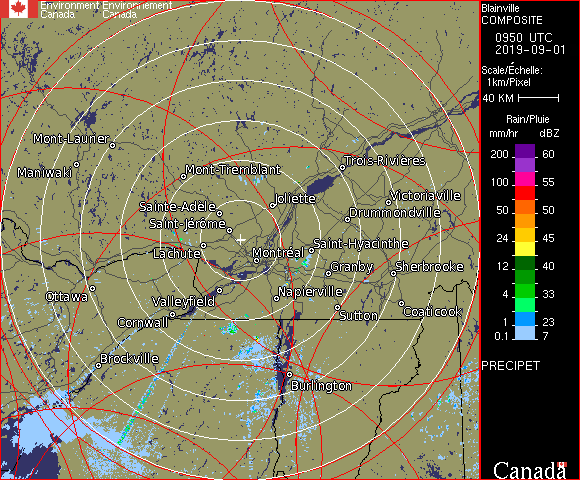 Environment Environnement
Canada Canada
Blainville
COMPOSITE
0950 UTC
2019-09-01
Scale/Échelle:
1km/Pixel
40 KM
Rain/Pluie
mm/hr dBZ
200 60
100 55
50 50
24 45
12 40
4 33
1 23
0.1 7
PRECIPET
Mont-Laurier
Maniwaki
Mont-Tremblant
Trois-Rivières
Joliette
Victoriaville
Sainte-Adèle
Drummondville
Saint-Jérôme
Lachute
Montréal
Saint-Hyacinthe
Granby
Sherbrooke
Ottawa
Valleyfield
Napierville
Cornwall
Sutton
Coaticook
Brockville
Burlington
Canada